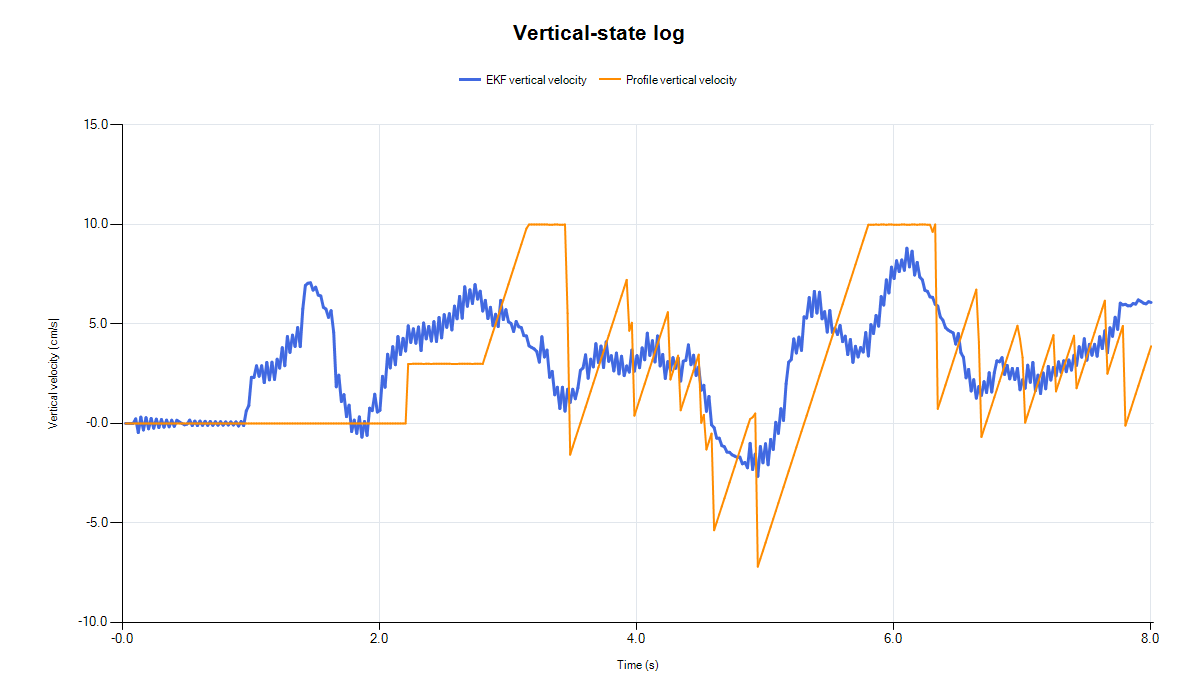 Vertical-state log
EKF vertical velocity Profile vertical velocity
15.0
10.0
5.0
-0.0
-5.0
-10.0
Vertical velocity [cm/s]
-0.0 2.0 4.0 6.0 8.0
Time (s)